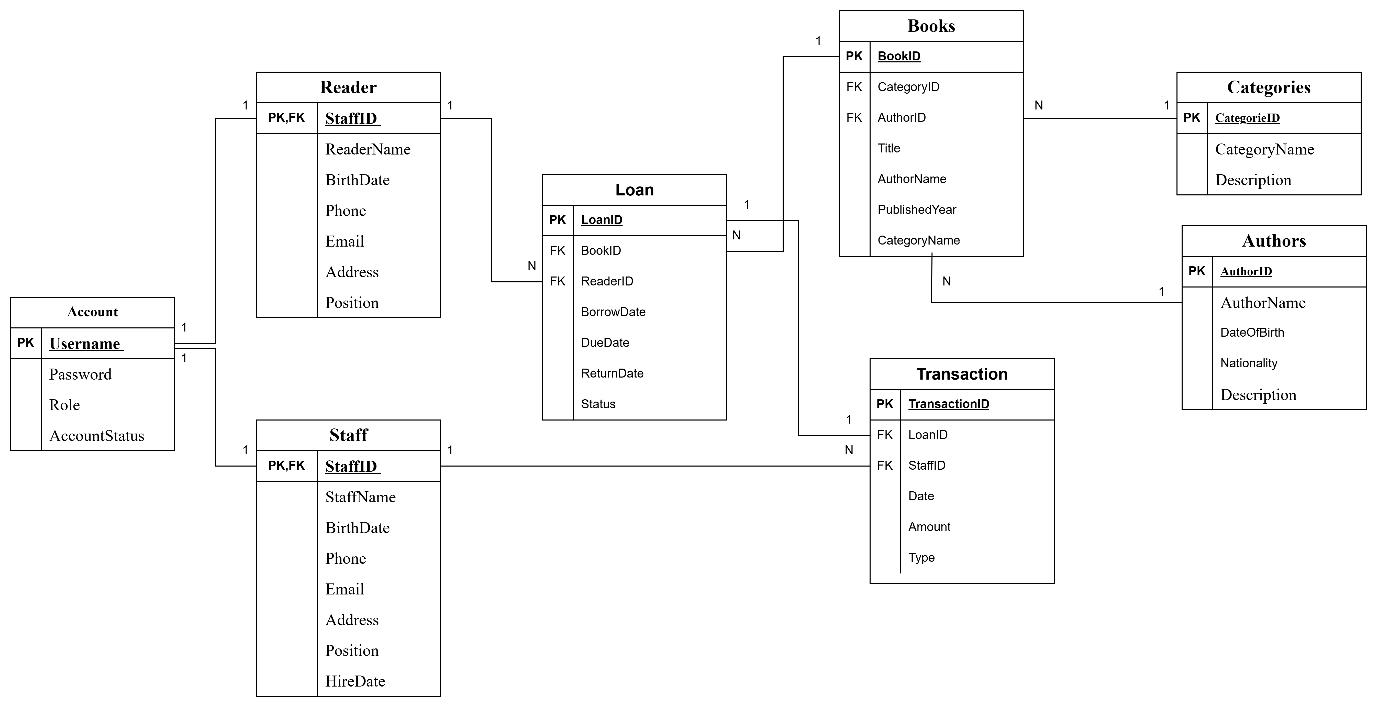 Books
1
PK BookID
FK CategoryID
FK AuthorID
Title
AuthorName
PublishedYear
CategoryName
N
1
N
1
Categories
PK CategorieID
CategoryName
Description
Authors
PK AuthorID
AuthorName
DateOfBirth
Nationality
Description
Reader
1
1
PK,FK StaffID
ReaderName
BirthDate
Phone
Email
Address
Position
Loan
PK LoanID
FK BookID
FK ReaderID
BorrowDate
DueDate
ReturnDate
Status
N
1
N
Account
PK Username
Password
Role
AccountStatus
1
1
Staff
1
1
PK,FK StaffID
StaffName
BirthDate
Phone
Email
Address
Position
HireDate
Transaction
PK TransactionID
1
FK LoanID
N
FK StaffID
Date
Amount
Type